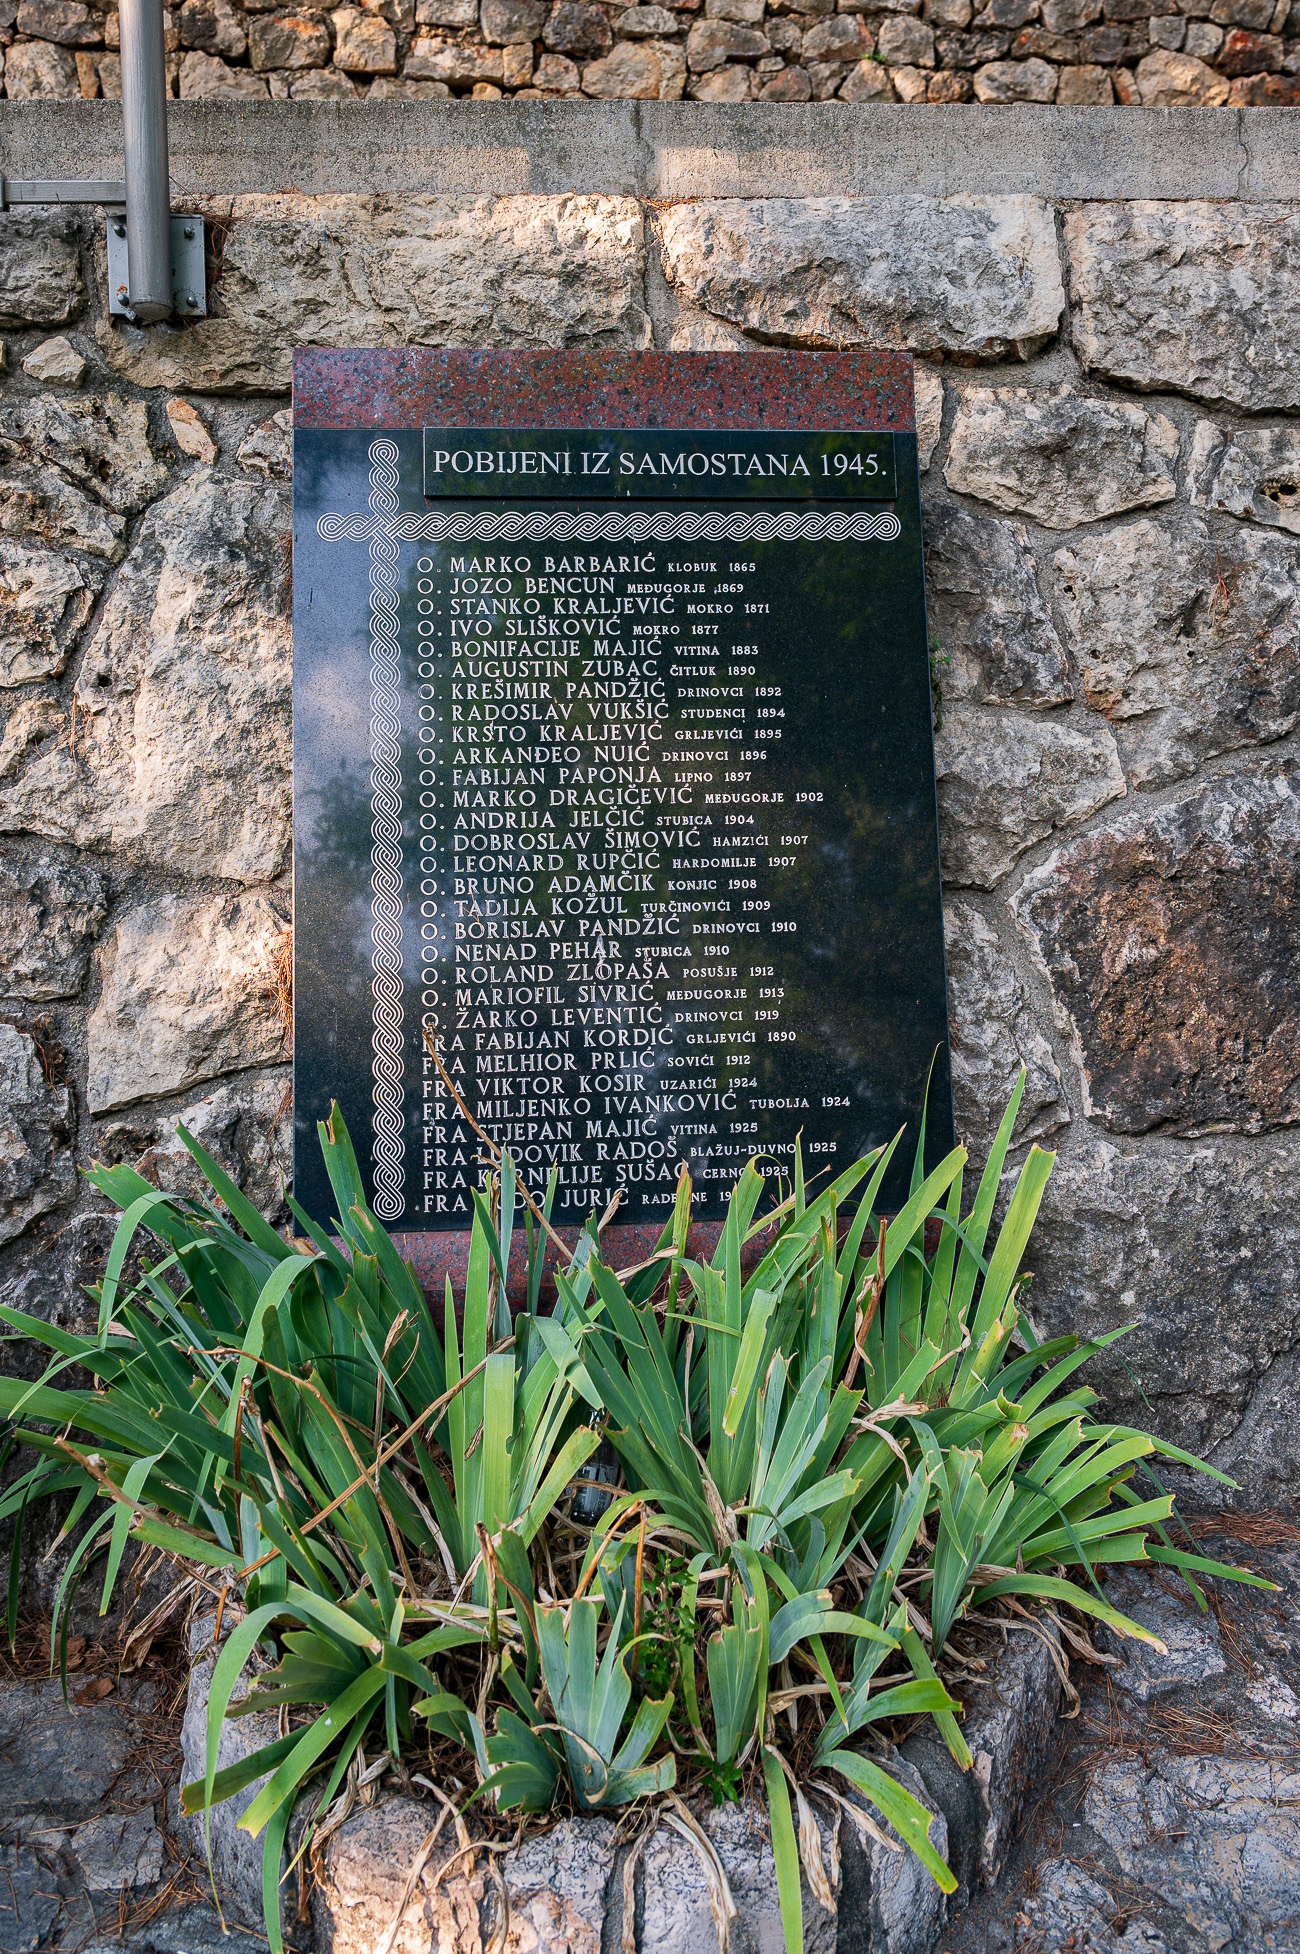 POBIJENI IZ SAMOSTANA 1945.
O. MARKO BARBARIĆ KLOBUK 1865
O. JOZO BENCUN MEĐUGORJE 1869
O. STANKO KRALJEVIĆ MOKRO 1871
O. IVO SLIŠKOVIĆ MOKRO 1877
O. BONIFACIJE MAJIĆ VITINA 1883
O. AUGUSTIN ZUBAC ČITLUK 1890
O. KREŠIMIR PANDŽIĆ DRINOVCI 1892
O. RADOSLAV VUKŠIĆ STUDENCI 1894
O. KRSTO KRALJEVIĆ GRLJEVIĆI 1895
O. ARKANĐEO NUIĆ DRINOVCI 1896
O. FABIJAN PAPONJA LIPNO 1897
O. MARKO DRAGIČEVIĆ MEĐUGORJE 1902
O. ANDRIJA JELČIĆ STUBICA 1904
O. DOBROSLAV ŠIMOVIĆ HAMZIĆI 1907
O. LEONARD RUPČIĆ HARDOMILJE 1907
O. BRUNO ADAMČIK KONJIC 1908
O. TADIJA KOŽUL TURČINOVIĆI 1909
O. BORISLAV PANDŽIĆ DRINOVCI 1910
O. NENAD PEHAR STUBICA 1910
O. ROLAND ZLOPAŠA POSUŠJE 1912
O. MARIOFIL SIVRIĆ MEĐUGORJE 1913
O. ŽARKO LEVENTIĆ DRINOVCI 1919
FRA FABIJAN KORDIĆ GRLJEVIĆI 1890
FRA MELHIOR PRLIĆ SOVIĆI 1912
FRA VIKTOR KOSIR UZARIĆI 1924
FRA MILJENKO IVANKOVIĆ TUBOLJA 1924
FRA STJEPAN MAJIĆ VITINA 1925
FRA LUDOVIK RADOŠ BLAŽUJ-DUVNO 1925
FRA KORNELIJE SUŠAC CERNO 1925
FRA JURIĆ